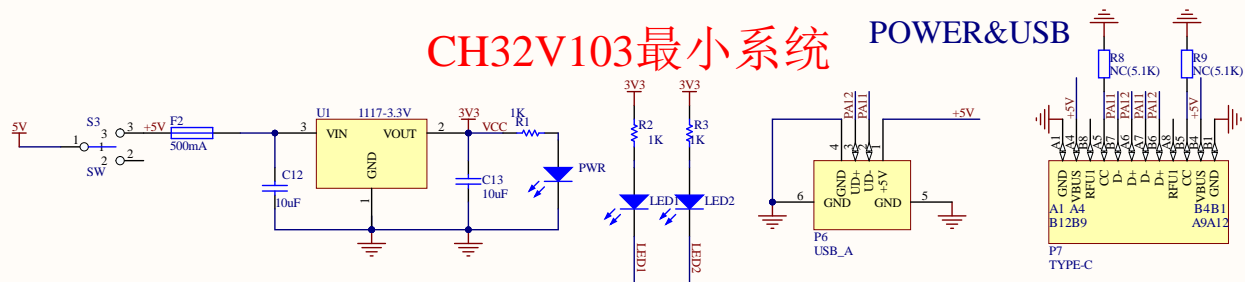 CH32V103最小系统
POWER&USB
5V
S3
1
3
3
2
2
SW
+5V
F2
500mA
C12
10uF
U1
1117-3.3V
3
VIN
VOUT
2
GND
1
3V3
VCC
C13
10uF
1K
R1
PWR
3V3
R2
1K
LED1
LED1
3V3
R3
1K
LED2
LED2
PA12
PA11
+5V
4
3
2
1
GND
UD+
UD-
+5V
6
GND
GND
5
P6
USB_A
R8
NC(5.1K)
R9
NC(5.1K)
+5V
PA11
PA12
PA11
PA12
+5V
A1
A4
B8
A5
B7
A6
A7
B6
A8
B5
B4
B1
GND
VBUS
RFU1
CC
D-
D+
D-
D+
RFU1
CC
VBUS
GND
A1 A4
B12B9
B4B1
A9A12
P7
TYPE-C